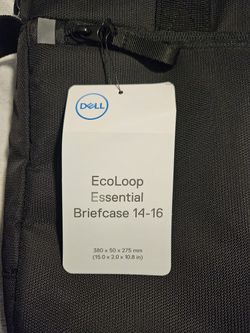 DELL
EcoLoop
Essential
Briefcase 14-16
380 x 50 x 275 mm
(15.0 x 2.0 x 10.8 in)